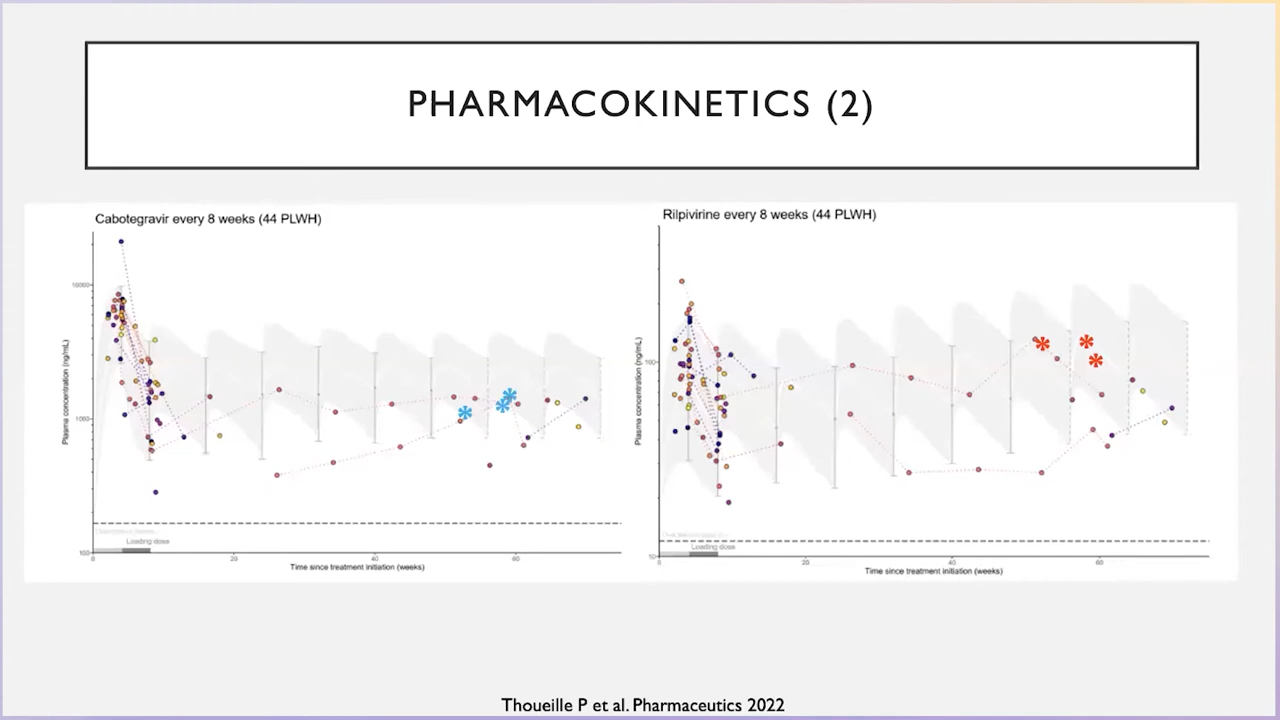 PHARMACOKINETICS (2)
Cabotegravir every 8 weeks (44 PLWH)
Plasma concentration (ng/mL)
10000
1000
100
Loading dose
0 20 40 60
Time since treatment initiation (weeks)
Rilpivirine every 8 weeks (44 PLWH)
Plasma concentration (ng/mL)
100
10
Loading dose
0 20 40 60
Time since treatment initiation (weeks)
Thoueille P et al. Pharmaceutics 2022